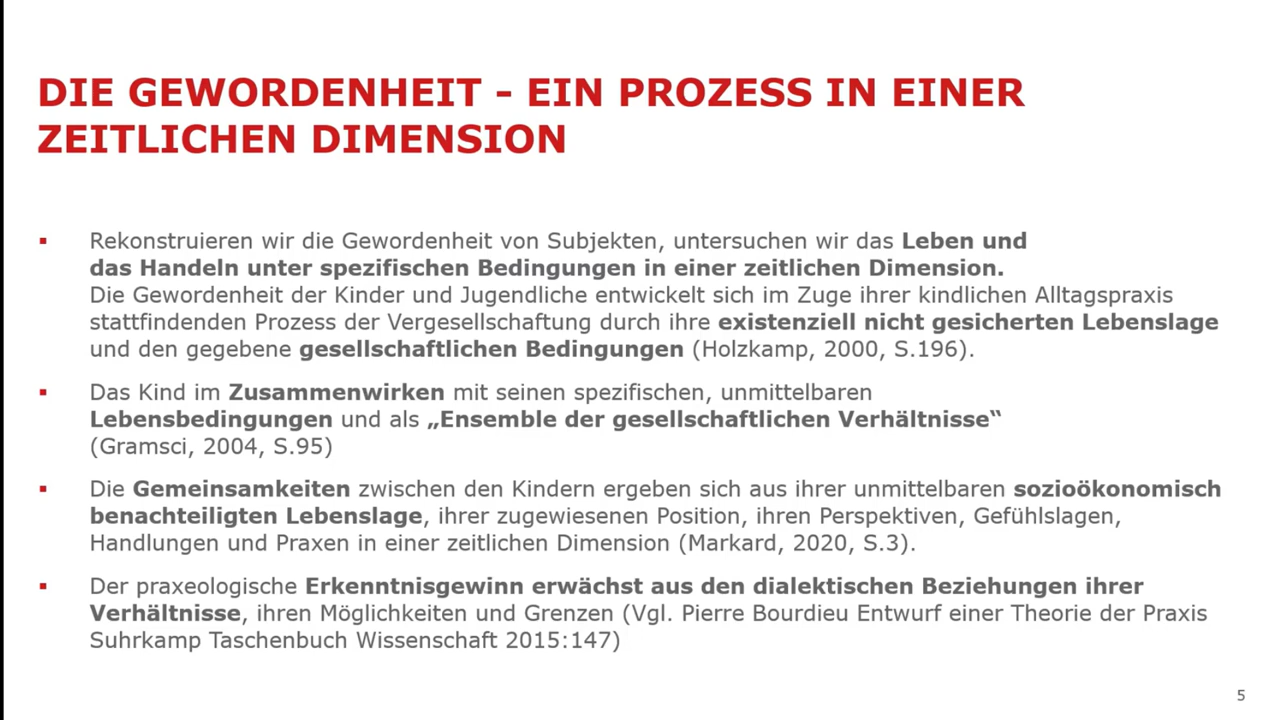 DIE GEWORDENHEIT - EIN PROZESS IN EINER
ZEITLICHEN DIMENSION
▪ Rekonstruieren wir die Gewordenheit von Subjekten, untersuchen wir das Leben und
das Handeln unter spezifischen Bedingungen in einer zeitlichen Dimension.
Die Gewordenheit der Kinder und Jugendliche entwickelt sich im Zuge ihrer kindlichen Alltagspraxis
stattfindenden Prozess der Vergesellschaftung durch ihre existenziell nicht gesicherten Lebenslage
und den gegebene gesellschaftlichen Bedingungen (Holzkamp, 2000, S.196).
▪ Das Kind im Zusammenwirken mit seinen spezifischen, unmittelbaren
Lebensbedingungen und als „Ensemble der gesellschaftlichen Verhältnisse“
(Gramsci, 2004, S.95)
▪ Die Gemeinsamkeiten zwischen den Kindern ergeben sich aus ihrer unmittelbaren sozioökonomisch
benachteiligten Lebenslage, ihrer zugewiesenen Position, ihren Perspektiven, Gefühlslagen,
Handlungen und Praxen in einer zeitlichen Dimension (Markard, 2020, S.3).
▪ Der praxeologische Erkenntnisgewinn erwächst aus den dialektischen Beziehungen ihrer
Verhältnisse, ihren Möglichkeiten und Grenzen (Vgl. Pierre Bourdieu Entwurf einer Theorie der Praxis
Suhrkamp Taschenbuch Wissenschaft 2015:147)
5